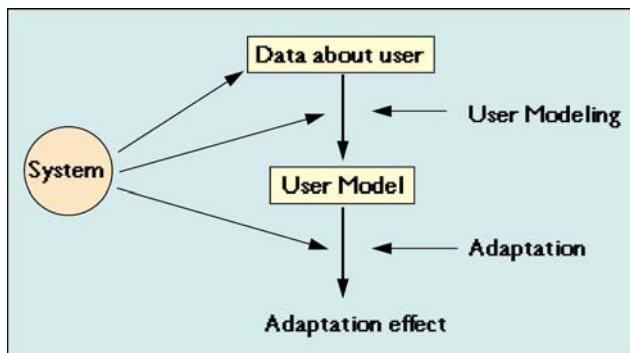 Data about user
User Modeling
System
User Model
Adaptation
Adaptation effect